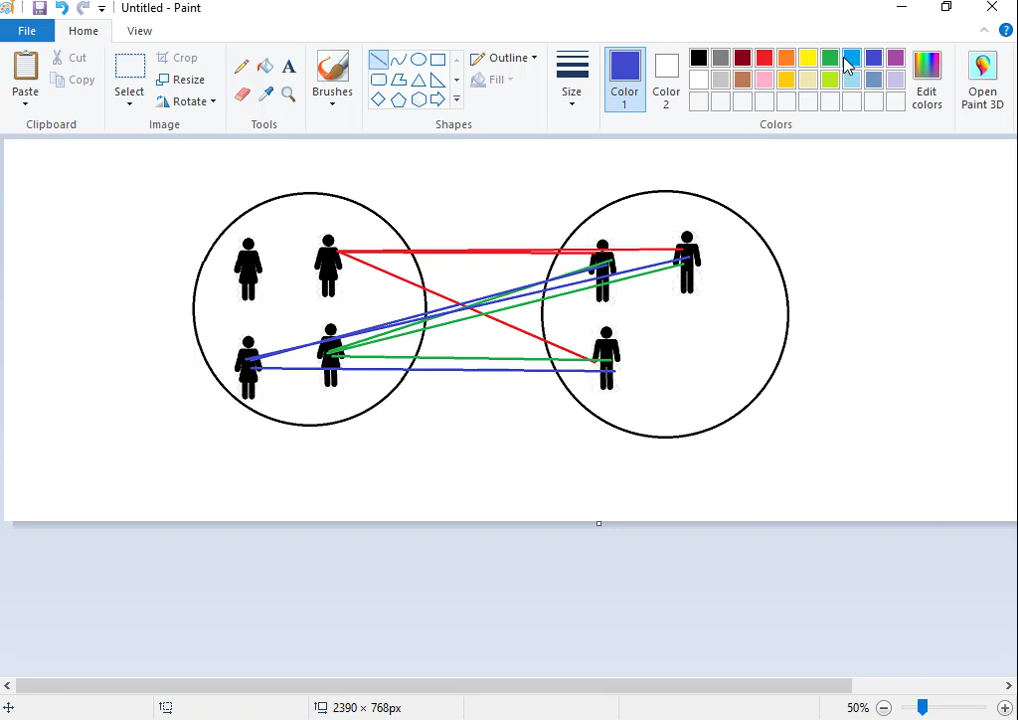 Untitled - Paint
File
Home
View
Paste
Cut
Copy
Clipboard
Select
Crop
Resize
Rotate
Image
A
Tools
Brushes
Outline
Fill
Shapes
Size
Color
1
Color
2
Edit
colors
Colors
Open
Paint 3D
2390 × 768px
50%